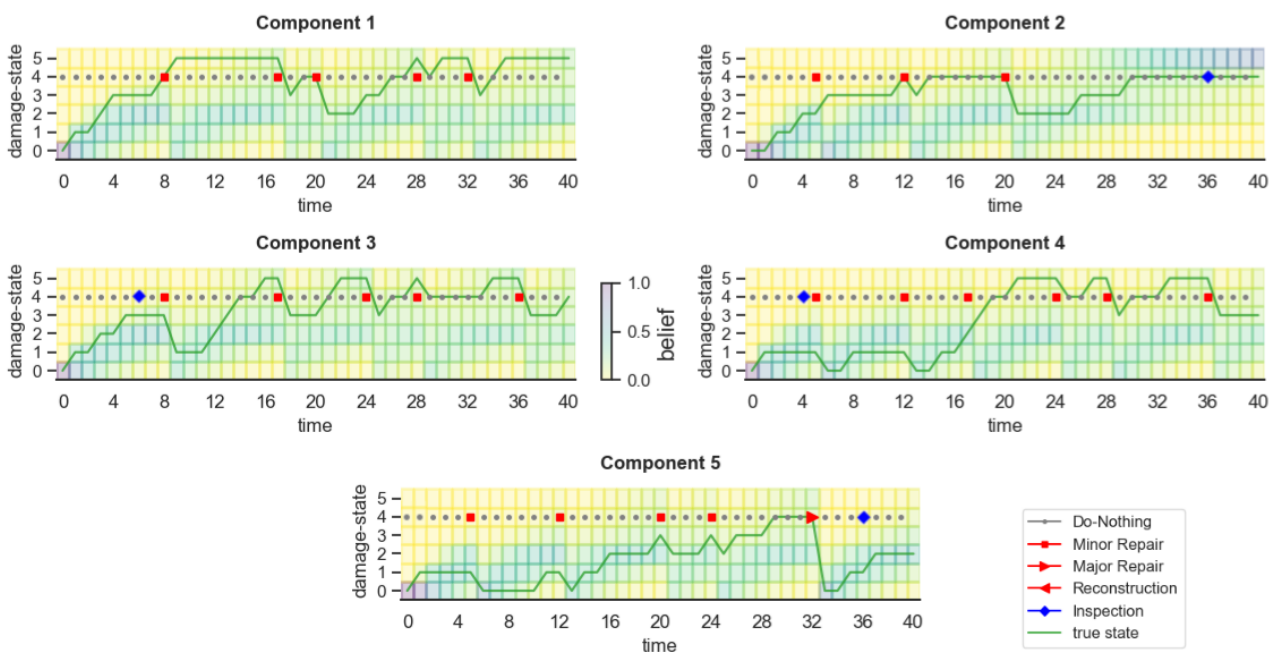 Component 1
damage-state
5
4
3
2
1
0
0 4 8 12 16 20 24 28 32 36 40
time
Component 2
damage-state
5
4
3
2
1
0
0 4 8 12 16 20 24 28 32 36 40
time
Component 3
damage-state
5
4
3
2
1
0
0 4 8 12 16 20 24 28 32 36 40
time
1.0
0.5
0.0
belief
Component 4
damage-state
5
4
3
2
1
0
0 4 8 12 16 20 24 28 32 36 40
time
Component 5
damage-state
5
4
3
2
1
0
0 4 8 12 16 20 24 28 32 36 40
time
Do-Nothing
Minor Repair
Major Repair
Reconstruction
Inspection
true state